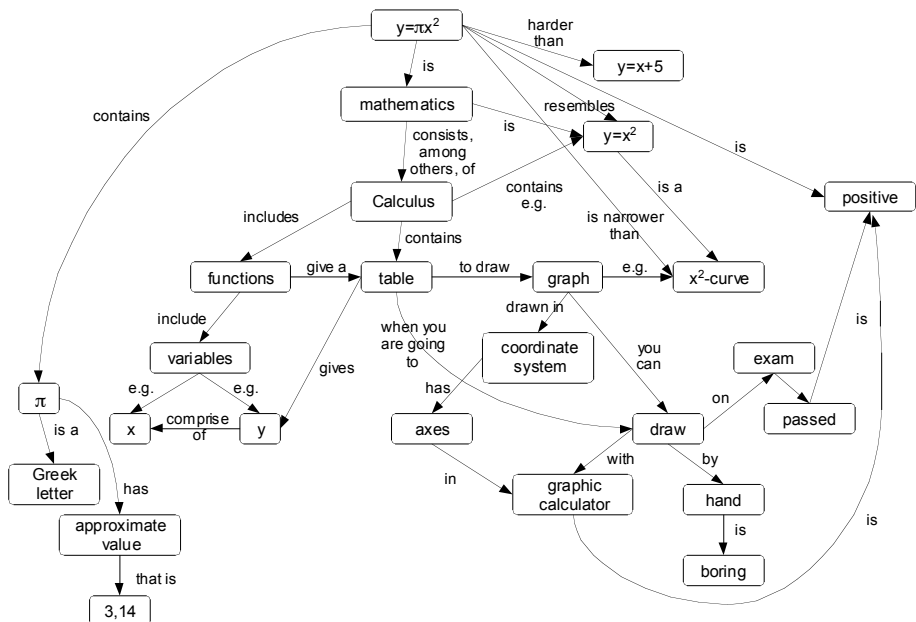 y=πx²
harder
than
y=x+5
is
contains
mathematics
resembles
is
y=x²
is
consists,
among
others, of
Calculus
contains
e.g.
is a
positive
includes
is narrower
than
contains
functions
give a
table
to draw
graph
e.g.
x²-curve
include
when you
are going
to
drawn in
is
variables
gives
coordinate
system
you
can
exam
e.g.
e.g.
has
on
π
x
comprise
of
y
axes
draw
passed
is a
Greek
letter
has
in
with
by
graphic
calculator
hand
is
approximate
value
is
that is
boring
3,14